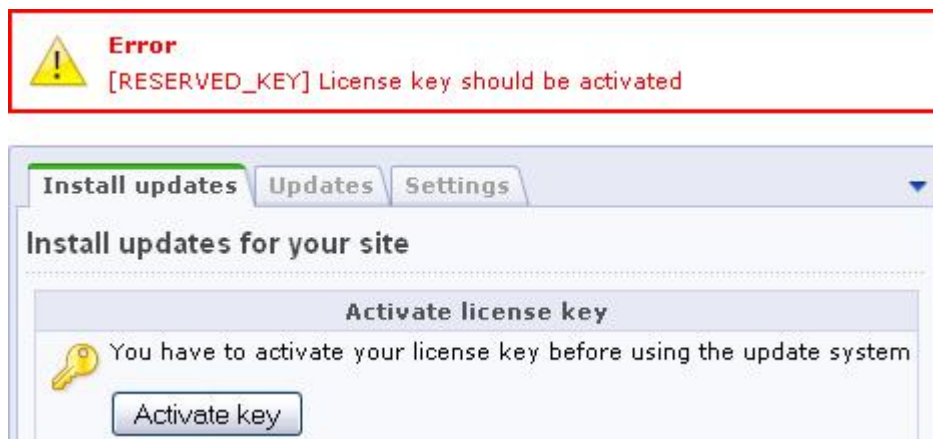 Error
[RESERVED_KEY] License key should be activated
Install updates Updates Settings
Install updates for your site
Activate license key
You have to activate your license key before using the update system
Activate key